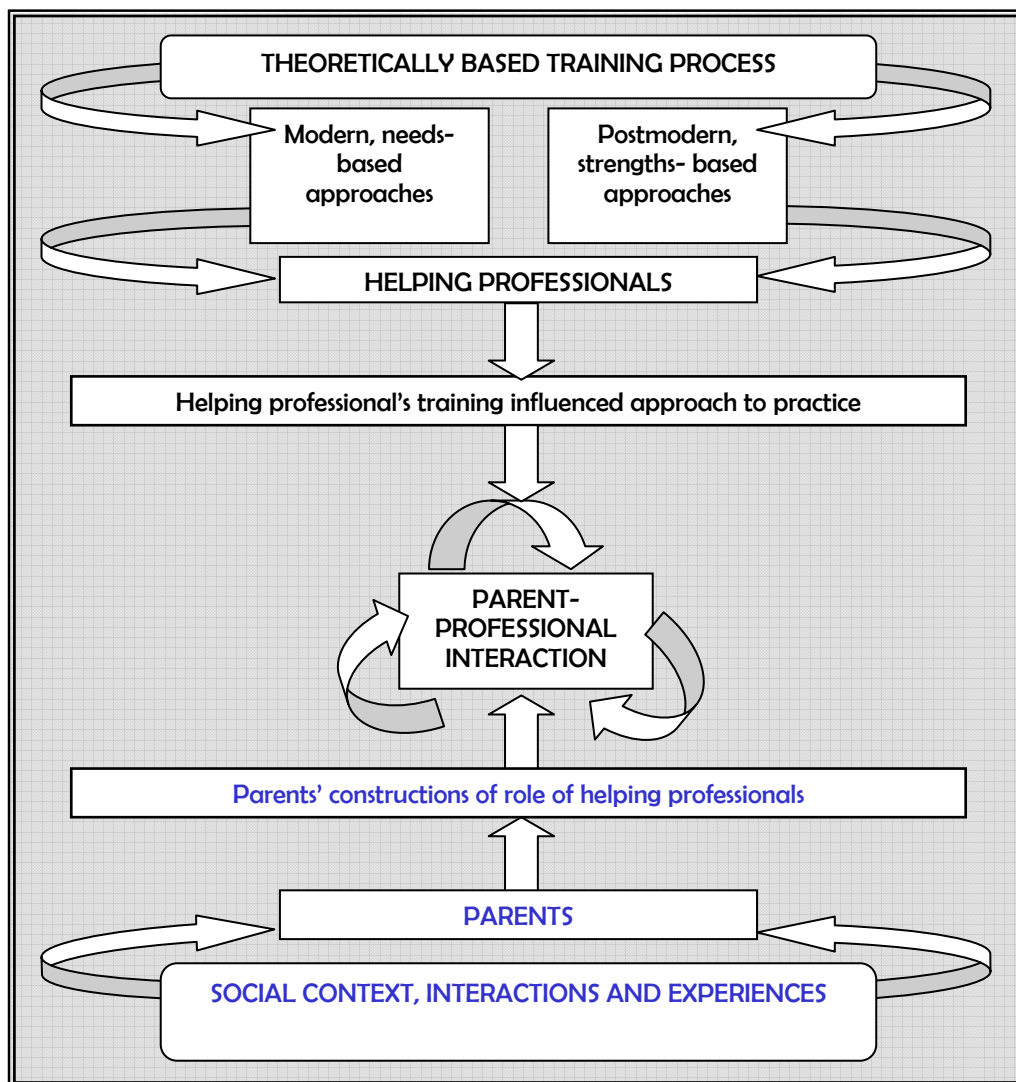 THEORETICALLY BASED TRAINING PROCESS
Modern, needs-
based
approaches
Postmodern,
strengths- based
approaches
HELPING PROFESSIONALS
Helping professional's training influenced approach to practice
PARENT-
PROFESSIONAL
INTERACTION
Parents' constructions of role of helping professionals
PARENTS
SOCIAL CONTEXT, INTERACTIONS AND EXPERIENCES